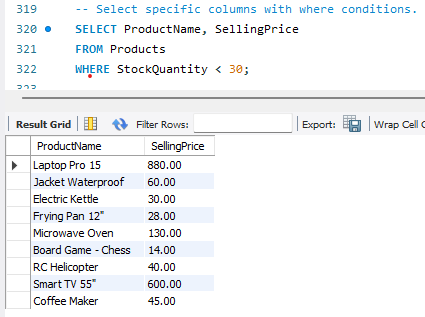 319 -- Select specific columns with where conditions.
320 SELECT ProductName, SellingPrice
321 FROM Products
322 WHERE StockQuantity < 30;
323
Result Grid Filter Rows: Export: Wrap Cell C
ProductName SellingPrice
Laptop Pro 15 880.00
Jacket Waterproof 60.00
Electric Kettle 30.00
Frying Pan 12" 28.00
Microwave Oven 130.00
Board Game - Chess 14.00
RC Helicopter 40.00
Smart TV 55" 600.00
Coffee Maker 45.00